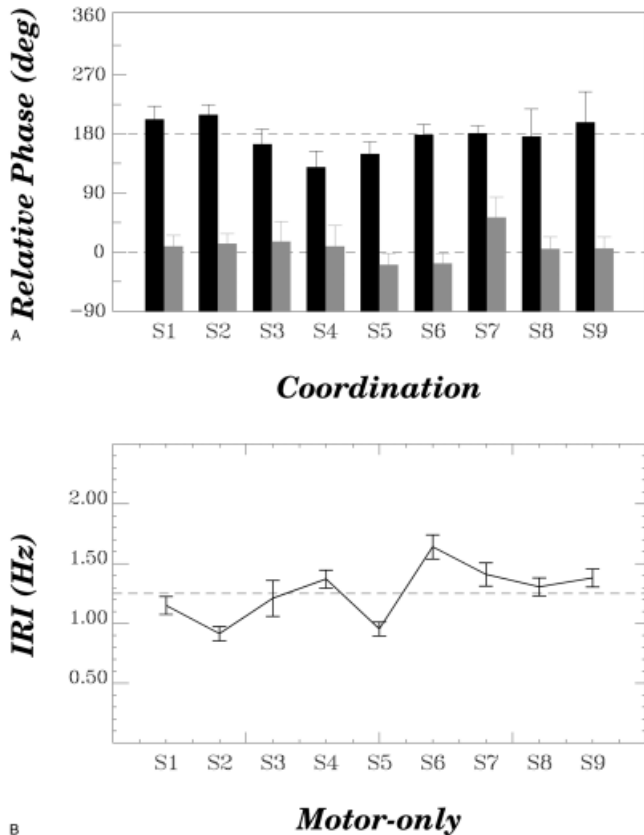 Relative Phase (deg)
360
270
180
90
0
−90
A
S1 S2 S3 S4 S5 S6 S7 S8 S9
Coordination
IRI (Hz)
2.00
1.50
1.00
0.50
S1 S2 S3 S4 S5 S6 S7 S8 S9
B
Motor-only